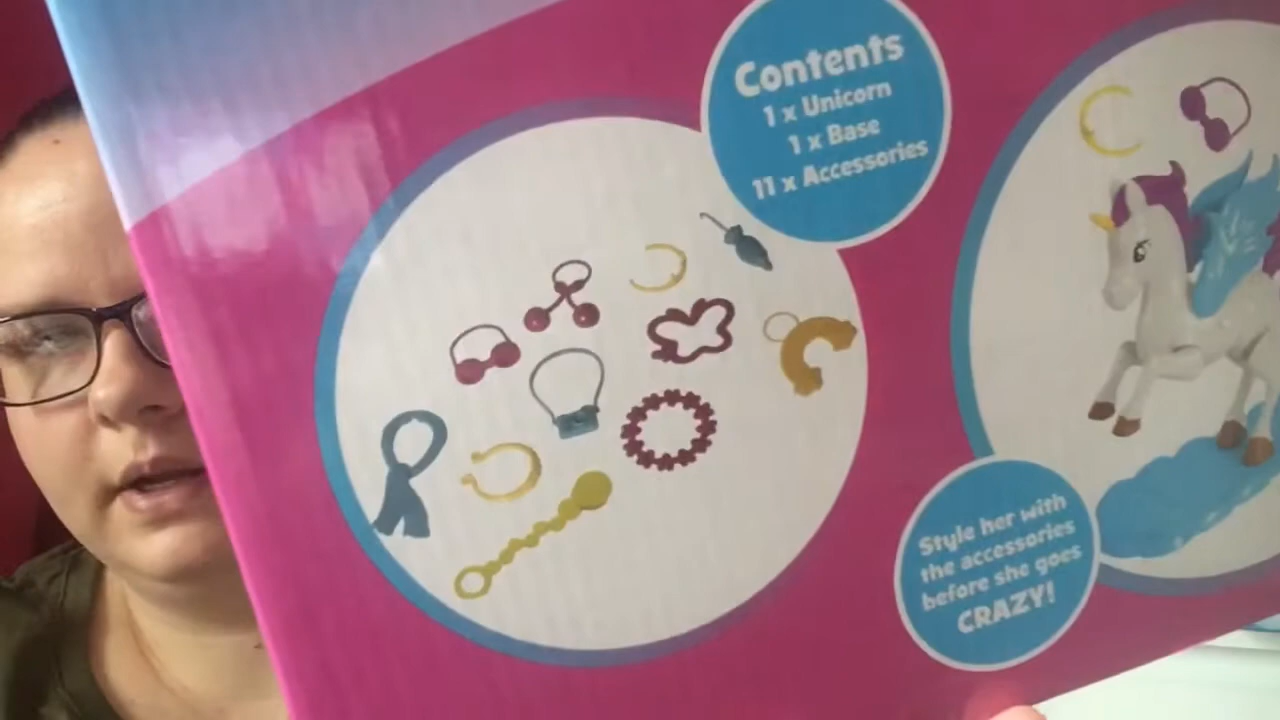 Contents
1 x Unicorn
1 x Base
11 x Accessories
Style her with
the accessories
before she goes
CRAZY!